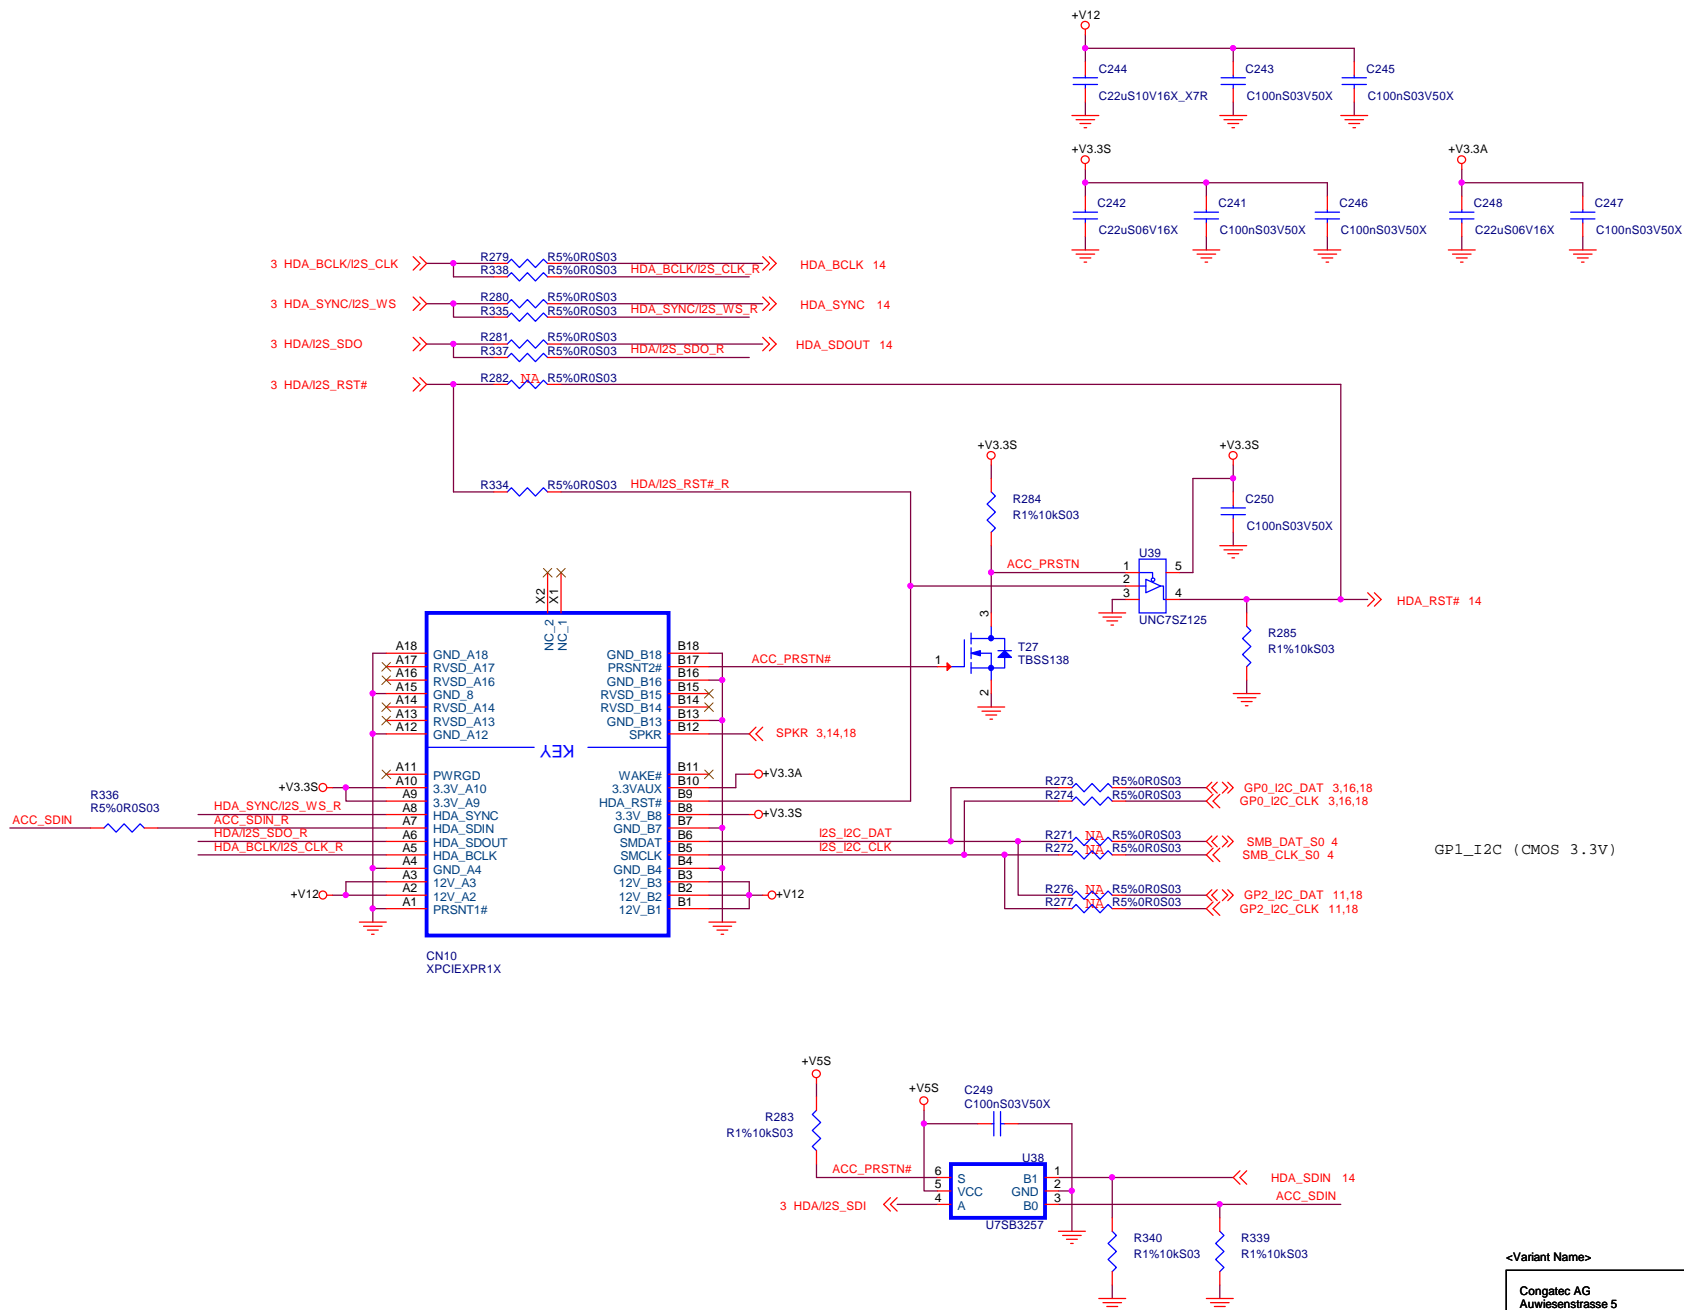 +V12
C244
C22uS10V16X_X7R
C243
C100nS03V50X
C245
C100nS03V50X
+V3.3S
C242
C22uS06V16X
C241
C100nS03V50X
C246
C100nS03V50X
+V3.3A
C248
C22uS06V16X
C247
C100nS03V50X
3 HDA_BCLK/I2S_CLK
R279 R5%0R0S03
R338 R5%0R0S03 HDA_BCLK/I2S_CLK_R
HDA_BCLK 14
3 HDA_SYNC/I2S_WS
R280 R5%0R0S03
R335 R5%0R0S03 HDA_SYNC/I2S_WS_R
HDA_SYNC 14
3 HDA/I2S_SDO
R281 R5%0R0S03
R337 R5%0R0S03 HDA/I2S_SDO_R
HDA_SDOUT 14
3 HDA/I2S_RST#
R282 NA R5%0R0S03
R334 R5%0R0S03 HDA/I2S_RST#_R
+V3.3S
R284
R1%10kS03
+V3.3S
C250
C100nS03V50X
ACC_PRSTN
U39
1
2
3
5
4
UNC7SZ125
HDA_RST# 14
R285
R1%10kS03
3
1
2
T27
TBSS138
X2
X1
NC_2
NC_1
A18 GND_A18
A17 RVSD_A17
A16 RVSD_A16
A15 GND_8
A14 RVSD_A14
A13 RVSD_A13
A12 GND_A12
GND_B18 B18
PRSNT2# B17
GND_B16 B16
RVSD_B15 B15
RVSD_B14 B14
GND_B13 B13
SPKR B12
ACC_PRSTN#
SPKR 3,14,18
KEY
A11 PWRGD
A10 3.3V_A10
A9 3.3V_A9
A8 HDA_SYNC
A7 HDA_SDIN
A6 HDA_SDOUT
A5 HDA_BCLK
A4 GND_A4
A3 12V_A3
A2 12V_A2
A1 PRSNT1#
WAKE# B11
3.3VAUX B10
HDA_RST# B9
3.3V_B8 B8
GND_B7 B7
SMDAT B6
SMCLK B5
GND_B4 B4
12V_B3 B3
12V_B2 B2
12V_B1 B1
+V3.3S
R336
R5%0R0S03
ACC_SDIN
HDA_SYNC/I2S_WS_R
ACC_SDIN_R
HDA/I2S_SDO_R
HDA_BCLK/I2S_CLK_R
+V12
+V3.3A
+V3.3S
I2S_I2C_DAT
I2S_I2C_CLK
+V12
R273 R5%0R0S03 GP0_I2C_DAT 3,16,18
R274 R5%0R0S03 GP0_I2C_CLK 3,16,18
R271 NA R5%0R0S03 SMB_DAT_S0 4
R272 NA R5%0R0S03 SMB_CLK_S0 4
R276 NA R5%0R0S03 GP2_I2C_DAT 11,18
R277 NA R5%0R0S03 GP2_I2C_CLK 11,18
GP1_I2C (CMOS 3.3V)
CN10
XPCIEXPR1X
+V5S
R283
R1%10kS03
+V5S
C249
C100nS03V50X
ACC_PRSTN#
3 HDA/I2S_SDI
U38
6 S B1 1
5 VCC GND 2
4 A B0 3
U7SB3257
HDA_SDIN 14
ACC_SDIN
R340
R1%10kS03
R339
R1%10kS03
<Variant Name>
Congatec AG
Auwiesenstrasse 5